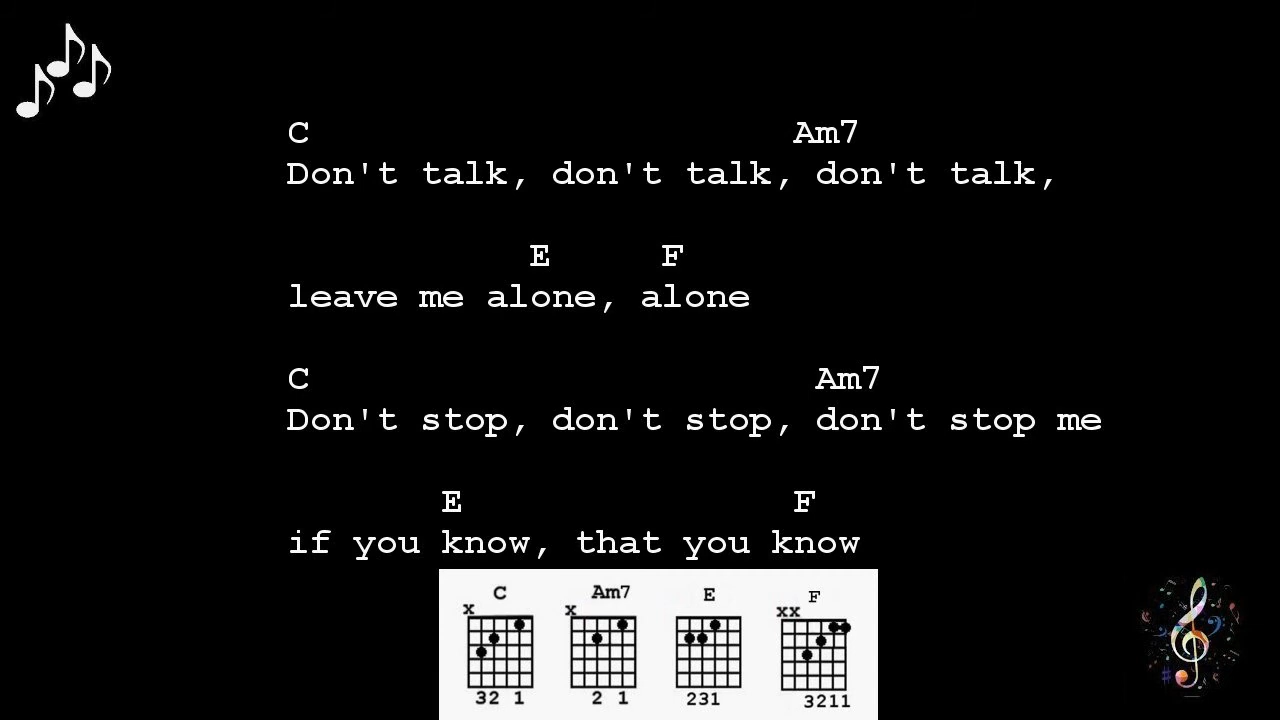 C                      Am7
Don't talk, don't talk, don't talk,
           E     F
leave me alone, alone
C                       Am7
Don't stop, don't stop, don't stop me
       E               F
if you know, that you know
C Am7 E F
x x xx
32 1 2 1 231 3211